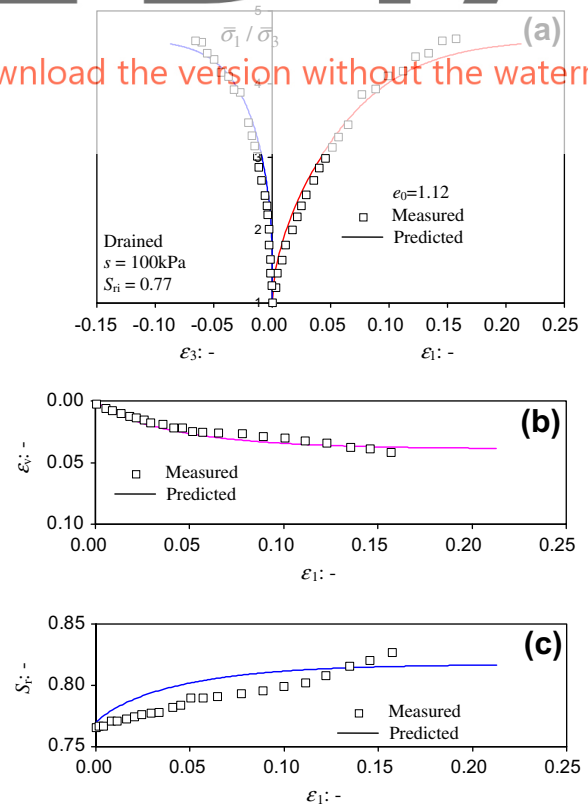 5
(a)
σ̅1 / σ̅3
wnload the version without the watern
4
3
e0=1.12
Measured
2
Predicted
Drained
s = 100kPa
Sri = 0.77
1
-0.15 -0.10 -0.05 0.00 0.05 0.10 0.15 0.20 0.25
ε3: - ε1: -
0.00
(b)
εv: -
0.05
Measured
Predicted
0.10
0.00 0.05 0.10 0.15 0.20 0.25
ε1: -
0.85
(c)
Sr: -
0.80
Measured
Predicted
0.75
0.00 0.05 0.10 0.15 0.20 0.25
ε1: -